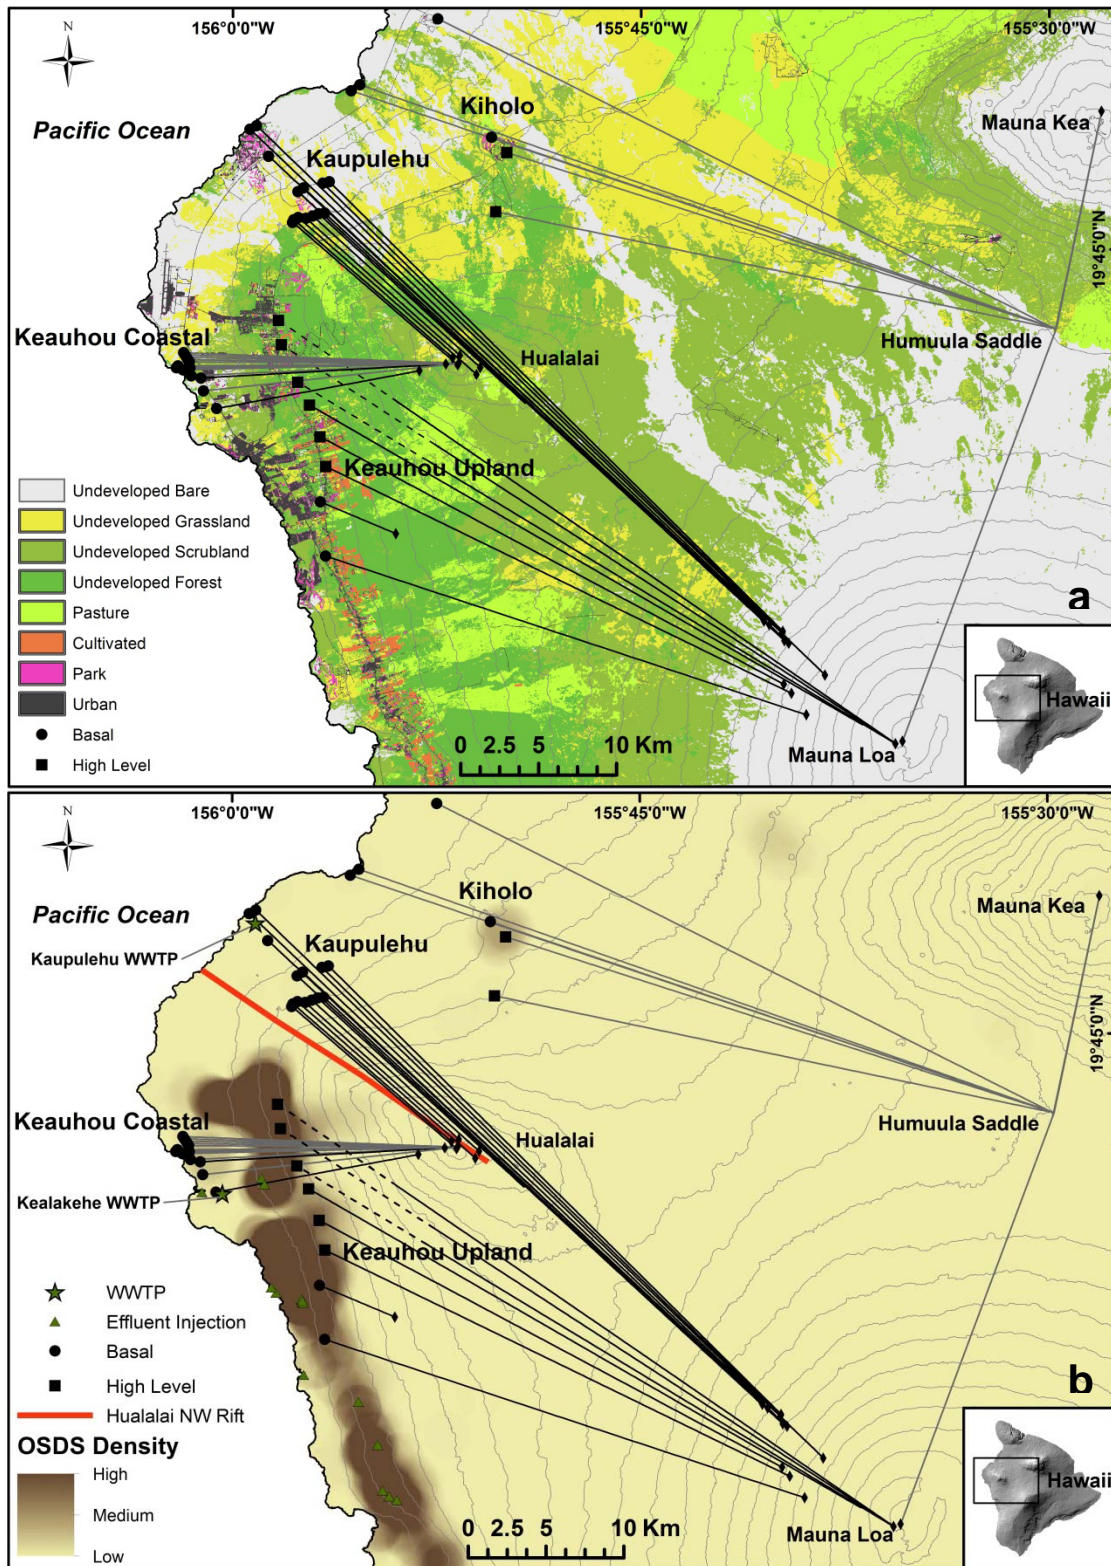 156°0'0"W
155°45'0"W
155°30'0"W
N
Kiholo
Mauna Kea
Pacific Ocean
Kaupulehu
19°45'0"N
Keauhou Coastal
Hualalai
Humuula Saddle
Keauhou Upland
Undeveloped Bare
Undeveloped Grassland
Undeveloped Scrubland
Undeveloped Forest
Pasture
Cultivated
Park
Urban
Basal
High Level
a
Hawaii
0 2.5 5 10 Km
Mauna Loa
156°0'0"W
155°45'0"W
155°30'0"W
N
Kiholo
Mauna Kea
Pacific Ocean
Kaupulehu
Kaupulehu WWTP
19°45'0"N
Keauhou Coastal
Hualalai
Humuula Saddle
Kealakehe WWTP
Keauhou Upland
WWTP
Effluent Injection
Basal
High Level
Hualalai NW Rift
OSDS Density
High
Medium
Low
b
Hawaii
0 2.5 5 10 Km
Mauna Loa